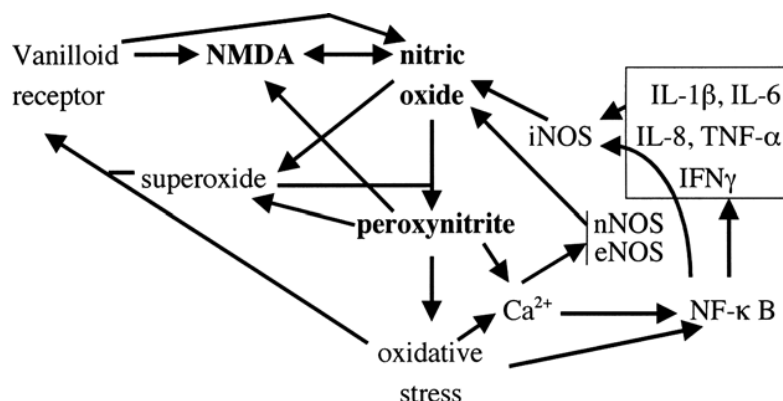 Vanilloid
receptor
NMDA
nitric
oxide
iNOS
IL-1β, IL-6
IL-8, TNF-α
IFNγ
superoxide
peroxynitrite
nNOS
eNOS
Ca²⁺
NF-κ B
oxidative
stress